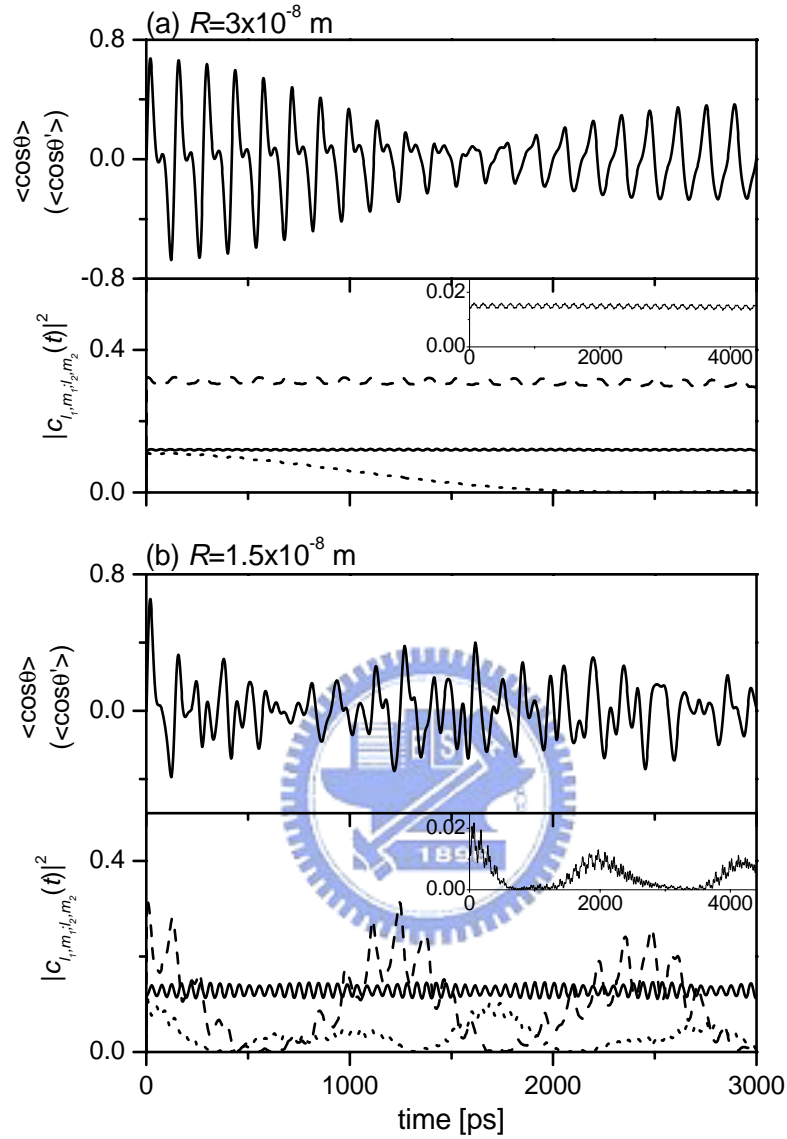 (a) R=3x10⁻⁸ m
0.8
0.0
-0.8
<cosθ>
(<cosθ'>)
0.02
0.00
0 2000 4000
0.4
0.0
|c_{l₁,m₁;l₂,m₂}(t)|²
(b) R=1.5x10⁻⁸ m
0.8
0.0
<cosθ>
(<cosθ'>)
0.02
0.00
0 2000 4000
0.4
0.0
|c_{l₁,m₁;l₂,m₂}(t)|²
189
0 1000 2000 3000
time [ps]